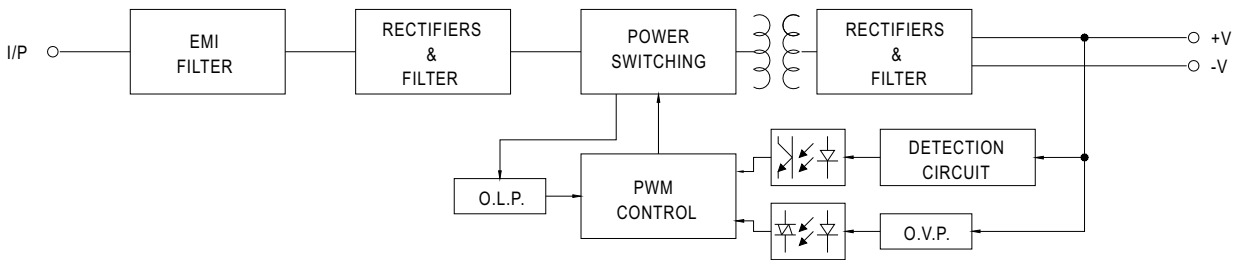 I/P
EMI
FILTER
RECTIFIERS
&
FILTER
POWER
SWITCHING
RECTIFIERS
&
FILTER
+V
-V
O.L.P.
PWM
CONTROL
DETECTION
CIRCUIT
O.V.P.